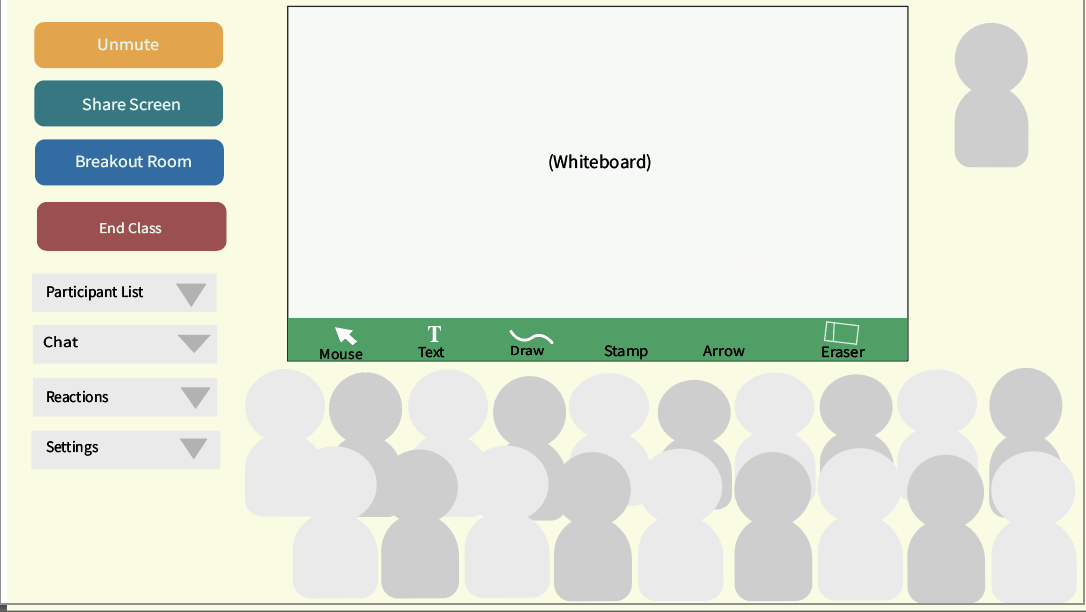 Unmute
Share Screen
Breakout Room
End Class
Participant List
Chat
Reactions
Settings
(Whiteboard)
T
Mouse
Text
Draw
Stamp
Arrow
Eraser